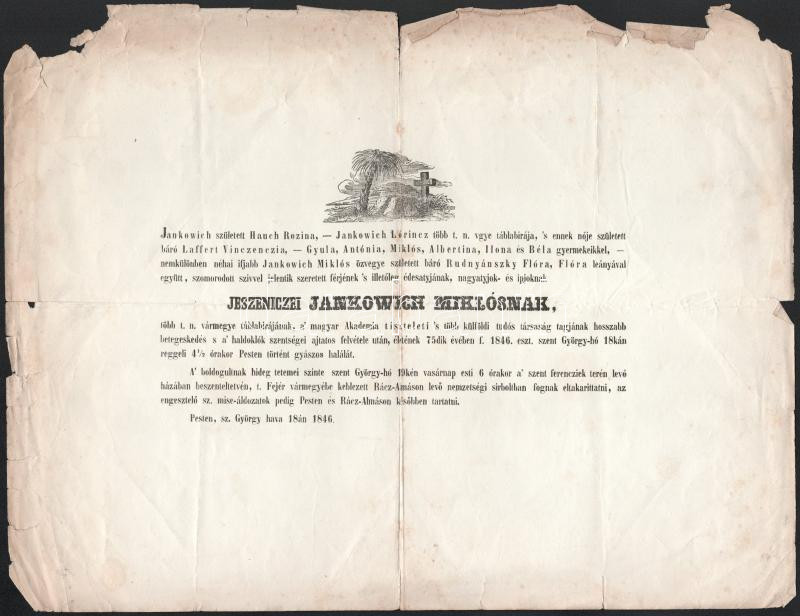 Jankowich született Hauch Rozina, — Jankowich Lőrincz több t. n. vgye táblabirája, 's ennek nője született
báró Laffert Vinczenczia, — Gyula, Antónia, Miklós, Albertina, Ilona és Béla gyermekeikkel, —
nemkülönben néhai ifjabb Jankowich Miklós özvegye született báró Rudnyánszky Flóra, Flóra leányával
együtt, szomorodott szivvel jelentik szeretett férjének 's illetőleg édesatyjának, nagyatyjok- és ipjoknak
JESZENICZEI JANKOWICH MIKLÓSNAK,
több t. n. vármegye táblabirájának, a' magyar Akademia tiszteleti 's több külföldi tudós társaság tagjának hosszabb
betegeskedés s a' haldoklók szentségei ajtatos felvétele után, életének 75dik évében f. 1846. eszt. szent György-hó 18kán
reggeli 4½ órakor Pesten történt gyászos halálát.
A' boldogultnak hideg tetemei szinte szent György-hó 19kén vasárnap esti 6 órakor a' szent ferencziek terén levő
házában beszenteltetvén, t. Fejér vármegyébe keblezett Rácz-Amáson levő nemzetségi sirboltban fognak eltakarittatni, az
engesztelő sz. mise-áldozatok pedig Pesten és Rácz-Almáson későbben tartatni.
Pesten, sz. György hava 18án 1846.